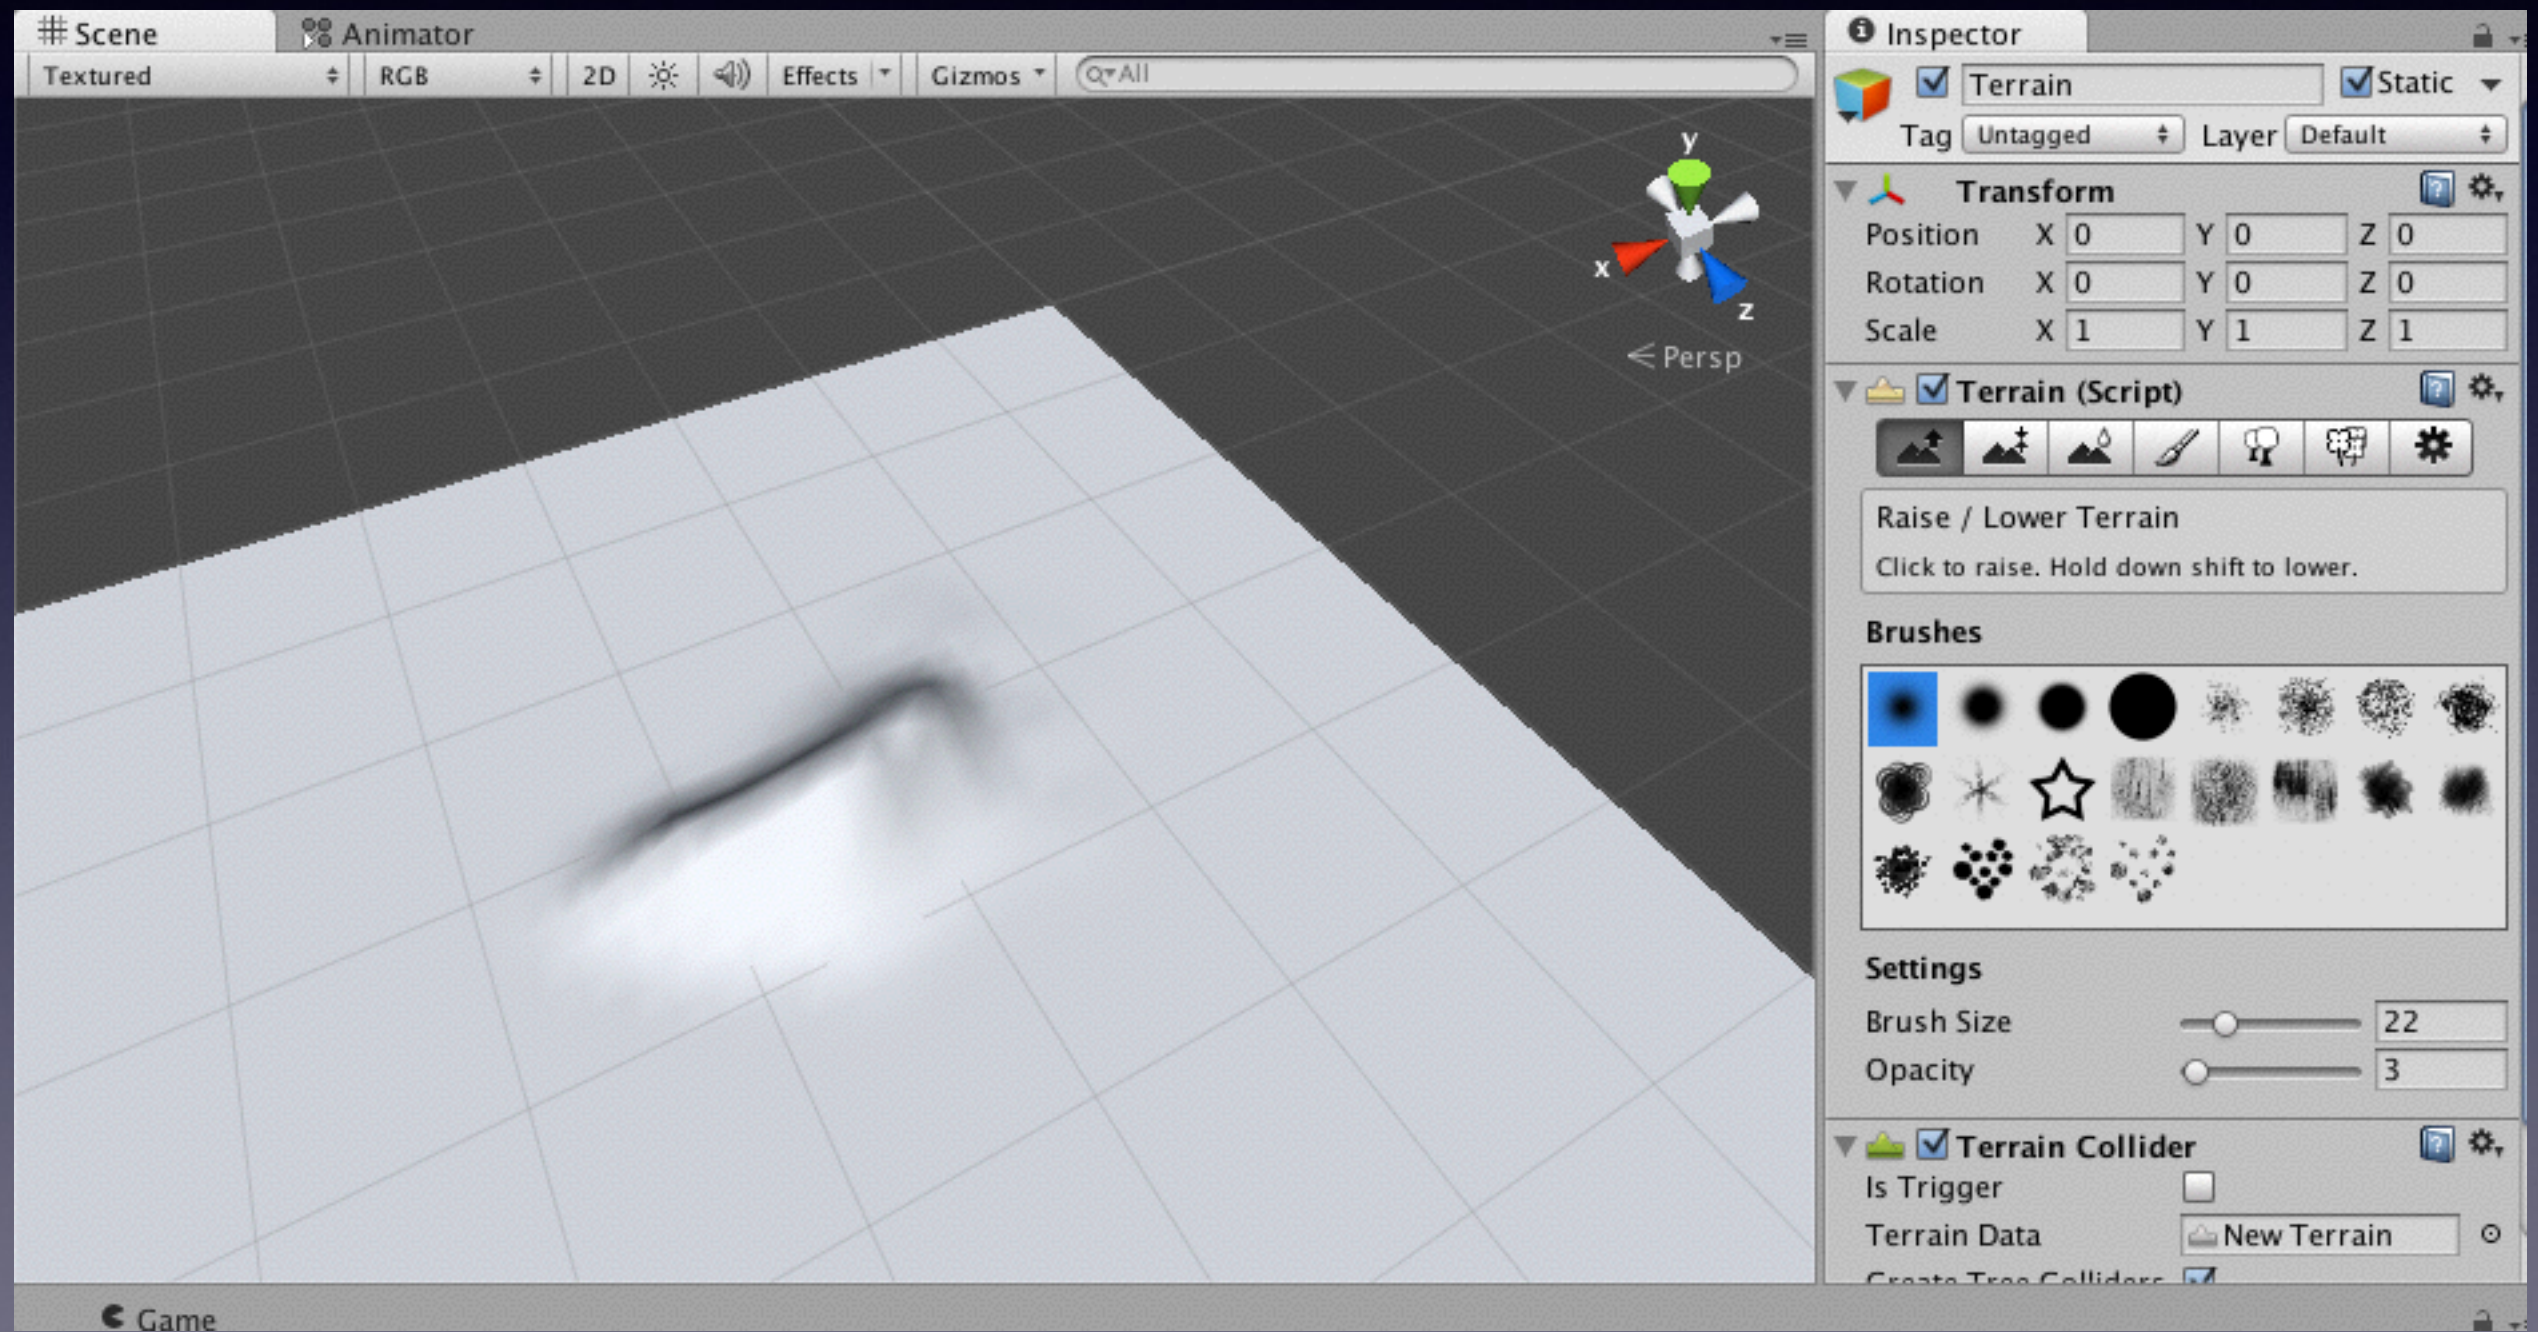 Scene
Animator
Textured
RGB
2D
Effects
Gizmos
All
y
x
z
Persp
Inspector
Terrain
Static
Tag Untagged Layer Default
Transform
Position X 0 Y 0 Z 0
Rotation X 0 Y 0 Z 0
Scale X 1 Y 1 Z 1
Terrain (Script)
Raise / Lower Terrain
Click to raise. Hold down shift to lower.
Brushes
Settings
Brush Size 22
Opacity 3
Terrain Collider
Is Trigger
Terrain Data New Terrain
Create Tree Colliders
Game